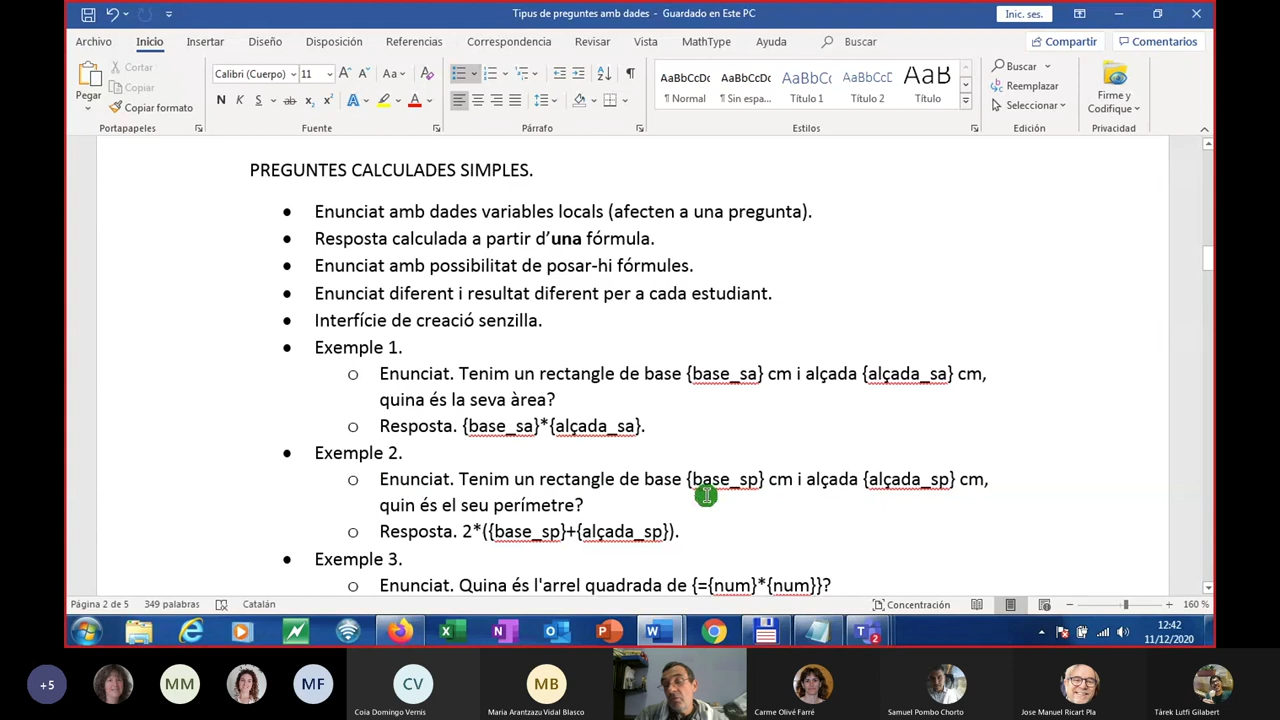 Tipus de preguntes amb dades - Guardado en Este PC
Inic. ses.
Archivo Inicio Insertar Diseño Disposición Referencias Correspondencia Revisar Vista MathType Ayuda Buscar Compartir Comentarios
Pegar
Cortar
Copiar
Copiar formato
Portapapeles
Calibri (Cuerpo) 11
Fuente
Párrafo
AaBbCcDc AaBbCcDc AaBbCc AaBbCcDc AaB
¶ Normal ¶ Sin espa... Título 1 Título 2 Título
Estilos
Buscar
Reemplazar
Seleccionar
Edición
Firme y
Codifique
Privacidad
PREGUNTES CALCULADES SIMPLES.
• Enunciat amb dades variables locals (afecten a una pregunta).
• Resposta calculada a partir d’una fórmula.
• Enunciat amb possibilitat de posar-hi fórmules.
• Enunciat diferent i resultat diferent per a cada estudiant.
• Interfície de creació senzilla.
• Exemple 1.
o Enunciat. Tenim un rectangle de base {base_sa} cm i alçada {alçada_sa} cm,
quina és la seva àrea?
o Resposta. {base_sa}*{alçada_sa}.
• Exemple 2.
o Enunciat. Tenim un rectangle de base {base_sp} cm i alçada {alçada_sp} cm,
quin és el seu perímetre?
o Resposta. 2*({base_sp}+{alçada_sp}).
• Exemple 3.
o Enunciat. Quina és l'arrel quadrada de {={num}*{num}}?
Página 2 de 5 349 palabras Catalán Concentración 160 %
12:42
11/12/2020
+5 MM MF CV MB
Coia Domingo Vernis
Maria Arantzazu Vidal Blasco
Carme Olivé Farré
Samuel Pombo Chorto
Jose Manuel Ricart Pla
Tárek Lutfi Gilabert